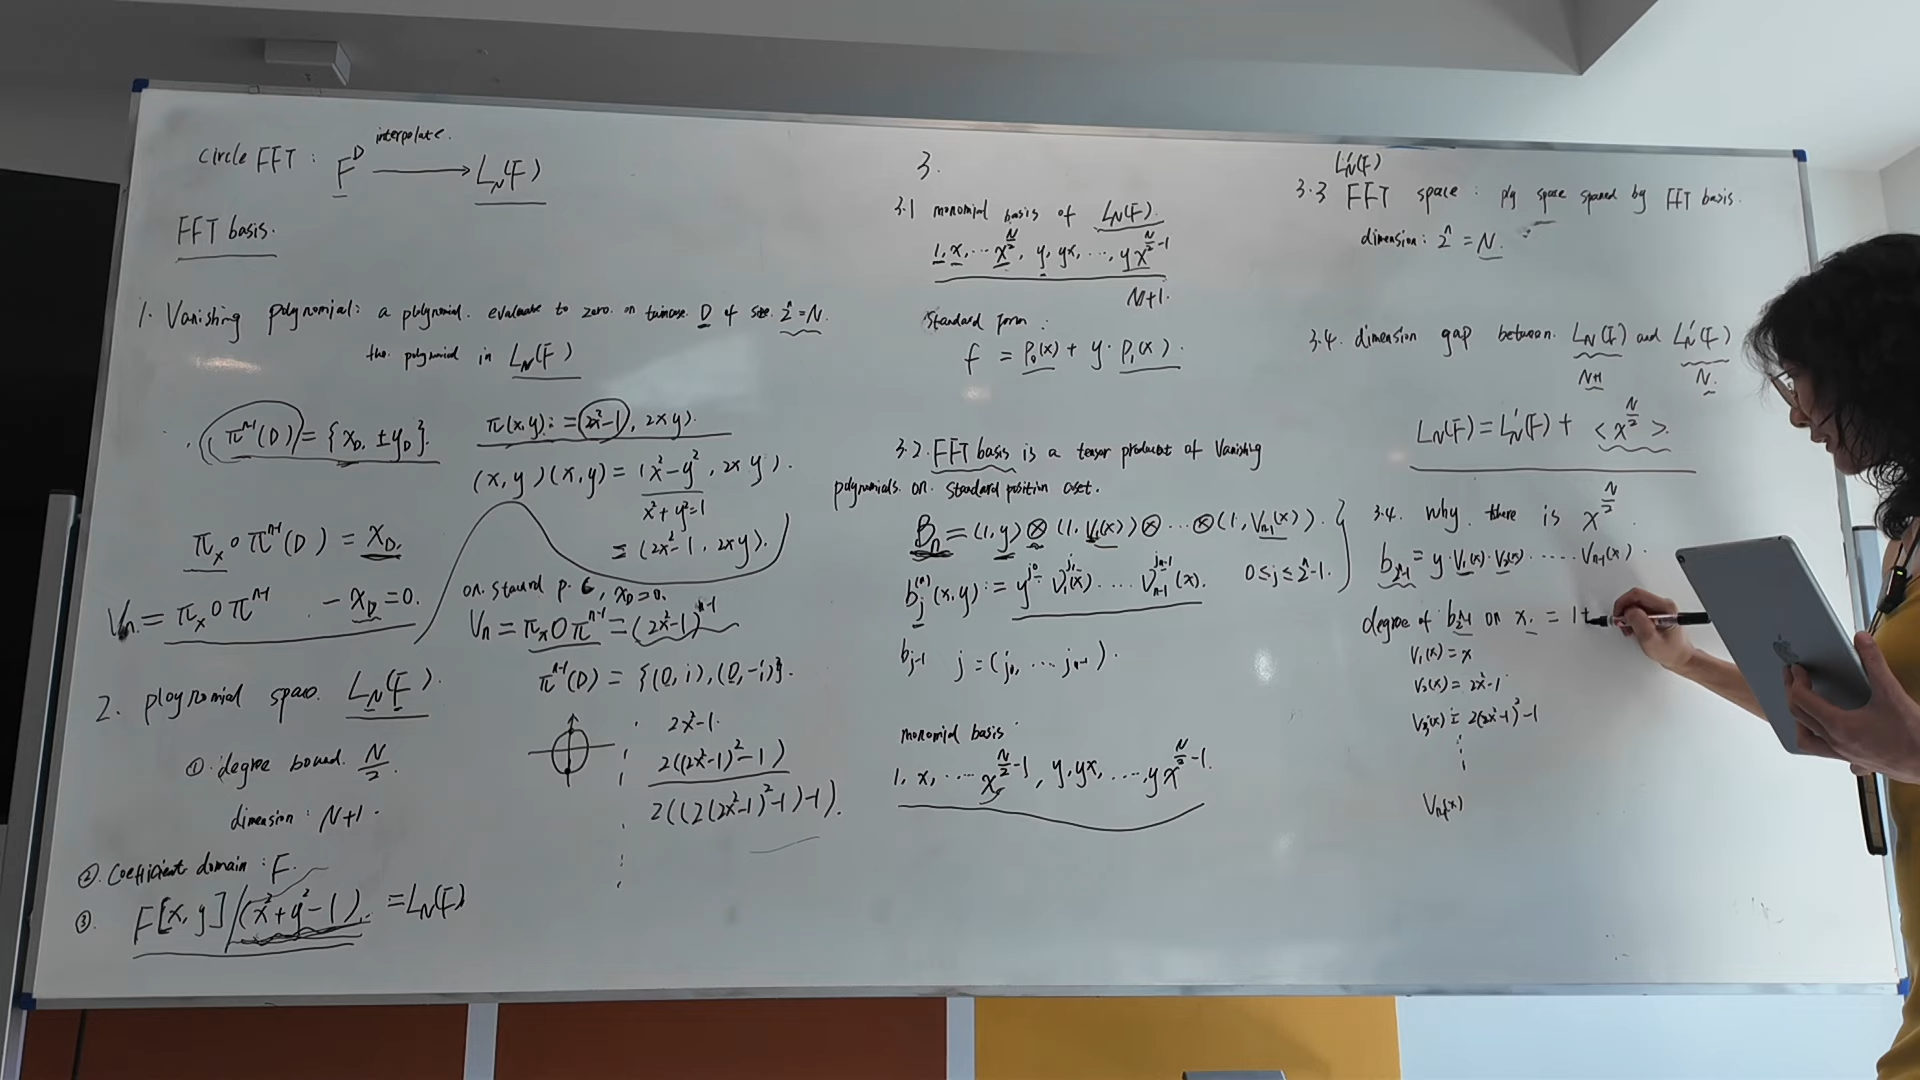 Circle FFT : F^D interpolate. → L_N(F)
FFT basis.
1. Vanishing polynomial: a polynomial. evaluate to zero. on twincoset D of size. 2^n = N.
the polynomial in L_N(F)
π^{n-1}(D) = {x_D, ±y_D}.
π(x,y) := (2x²-1, 2xy).
(x,y)(x,y) = (x²-y², 2xy).
x²+y²=1
= (2x²-1, 2xy).
π_x ∘ π^{n-1}(D) = x_D.
V_n = π_x ∘ π^{n-1} - x_D = 0.
on. p. 6, x_D = 0.
V_n = π_x ∘ π^{n-1} = (2x²-1)^{n-1}
π^{n-1}(D) = {(0,i),(0,-i)}.
2x²-1.
2((2x²-1)²-1)
2((2(2x²-1)²-1)-1).
2. ploynomial space. L_N(F).
① degree bound. N/2.
dimension: N+1.
② Coefficient domain: F.
③ F[x,y]/(x²+y²-1). = L_N(F)
3.
3.1 monomial basis of L_N(F).
1, x, ... x^{N/2}, y, yx, ..., yx^{N/2-1}
N+1.
Standard form:
f = P_0(x) + y · P_1(x).
3.2. FFT basis is a tensor product of Vanishing
polynomials. on. standard position coset.
B_n = (1,y) ⊗ (1, V_1(x)) ⊗ ... ⊗ (1, V_{n-1}(x)).
b_j^{(n)}(x,y) := y^{j_0} V_1^{j_1}(x) .... V_{n-1}^{j_{n-1}}(x). 0 ≤ j ≤ 2^n-1.
b_{j-1} j = (j_0, ... j_{n-1}).
monomial basis:
1, x, .... x^{N/2-1}, y, yx, ...., yx^{N/2-1}.
L'_N(F)
3.3 FFT space: ply space spaned by FFT basis.
dimension: 2^n = N.
3.4. dimension gap between. L_N(F) and L'_N(F)
N+1 N.
L_N(F) = L'_N(F) + <x^{N/2}>.
3.4. Why. there is x^{N/2}.
b_{2^n-1} = y · V_1(x) · V_2(x) ..... V_{n-1}(x).
degree of b_{2^n-1} on x. = 1+
V_1(x) = x
V_2(x) = 2x²-1
V_3(x) = 2(2x²-1)²-1
V_{n-1}(x)